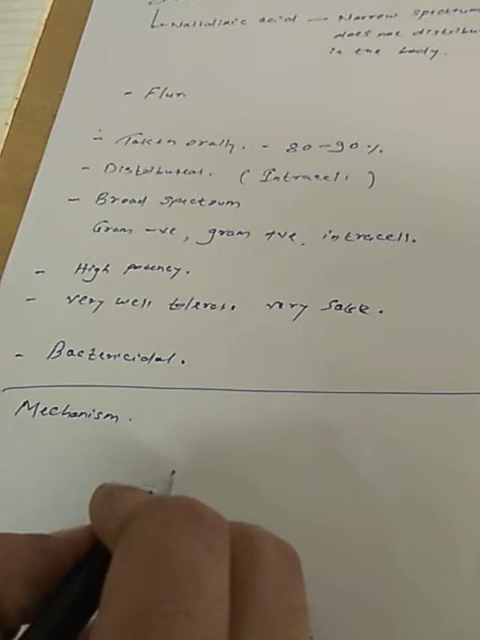 Nalidixic acid — Narrow spectrum
does not distribu
in the body.
- Flur.
- Taken orally. - 80-90 %.
- Distributed. ( Intracell. )
- Broad spectrum
Gram -ve, gram +ve, intracell.
- High potency.
- very well tolerat. very safe.
- Bactericidal.
Mechanism.